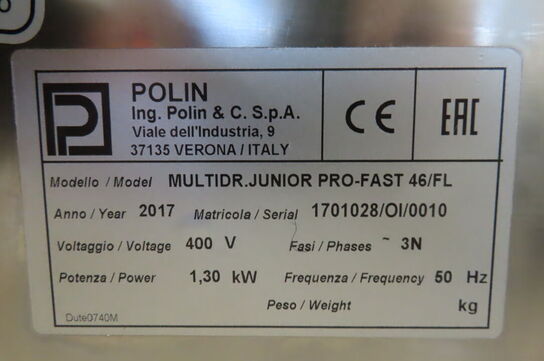 POLIN
Ing. Polin & C. S.p.A.
Viale dell'Industria, 9
37135 VERONA / ITALY
CE
EAC
Modello / Model MULTIDR.JUNIOR PRO-FAST 46/FL
Anno / Year 2017 Matricola / Serial 1701028/OI/0010
Voltaggio / Voltage 400 V Fasi / Phases ~ 3N
Potenza / Power 1,30 kW Frequenza / Frequency 50 Hz
Peso / Weight kg
Dute0740M